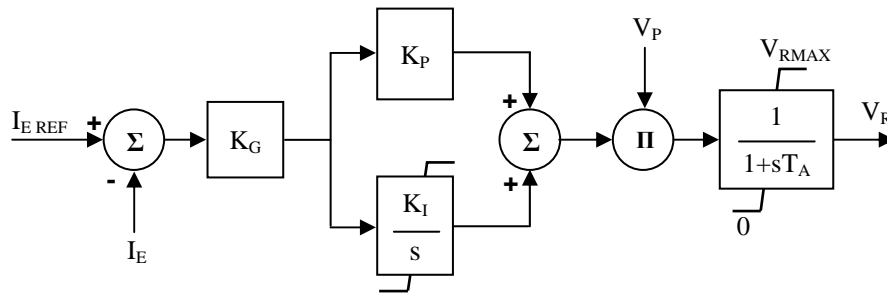 I_E REF
+
-
Σ
I_E
K_G
K_P
K_I
s
+
+
Σ
V_P
Π
V_RMAX
1
1+sT_A
0
V_R